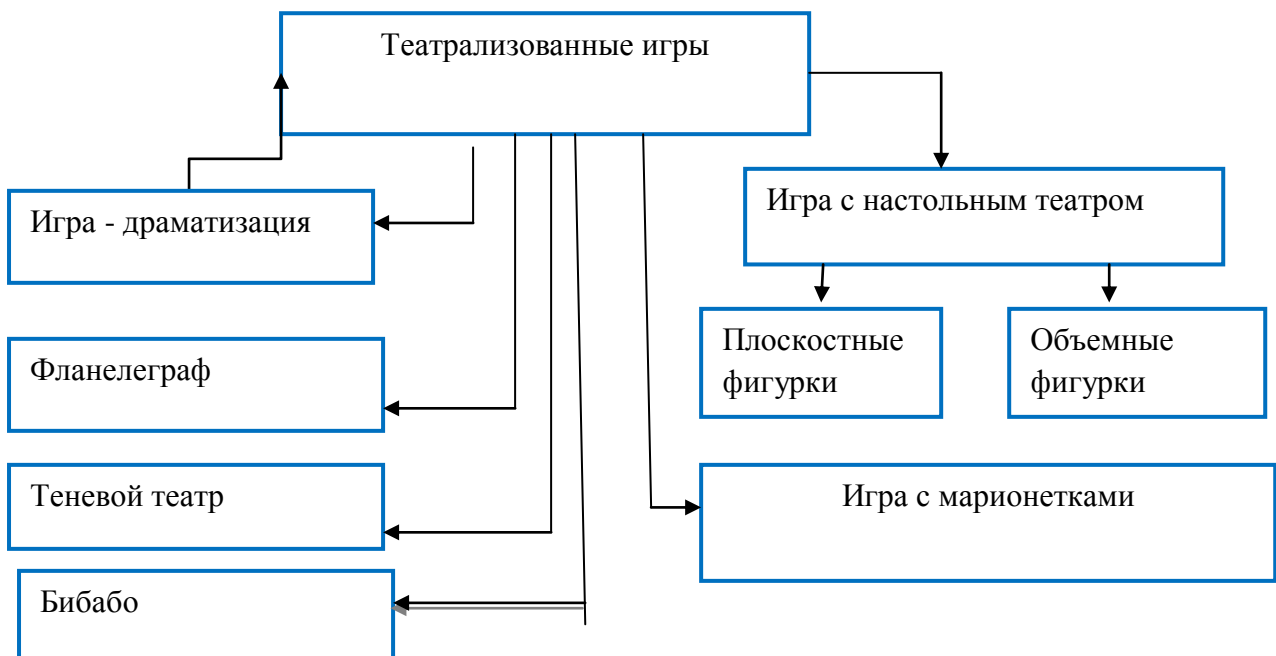 Театрализованные игры
Игра - драматизация
Игра с настольным театром
Фланелеграф
Плоскостные
фигурки
Объемные
фигурки
Теневой театр
Игра с марионетками
Бибабо